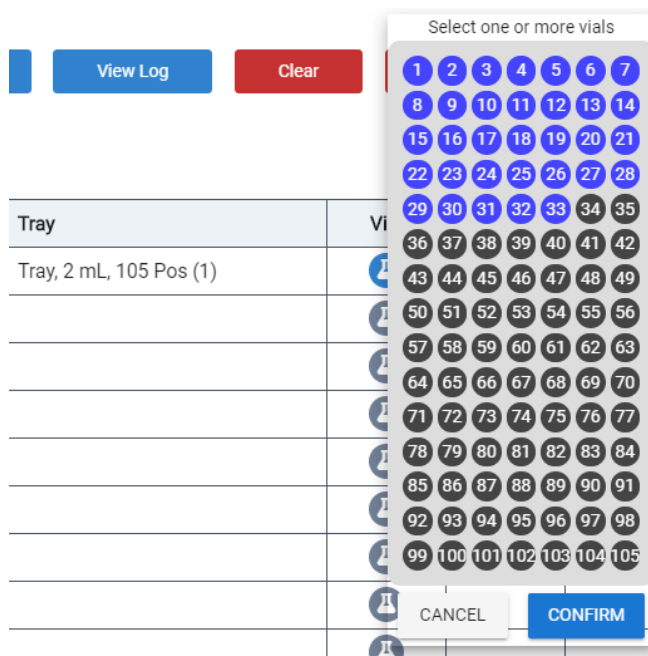 Select one or more vials
View Log Clear
1 2 3 4 5 6 7
8 9 10 11 12 13 14
15 16 17 18 19 20 21
22 23 24 25 26 27 28
29 30 31 32 33 34 35
Tray Vi
36 37 38 39 40 41 42
Tray, 2 mL, 105 Pos (1)
43 44 45 46 47 48 49
50 51 52 53 54 55 56
57 58 59 60 61 62 63
64 65 66 67 68 69 70
71 72 73 74 75 76 77
78 79 80 81 82 83 84
85 86 87 88 89 90 91
92 93 94 95 96 97 98
99 100 101 102 103 104 105
CANCEL CONFIRM